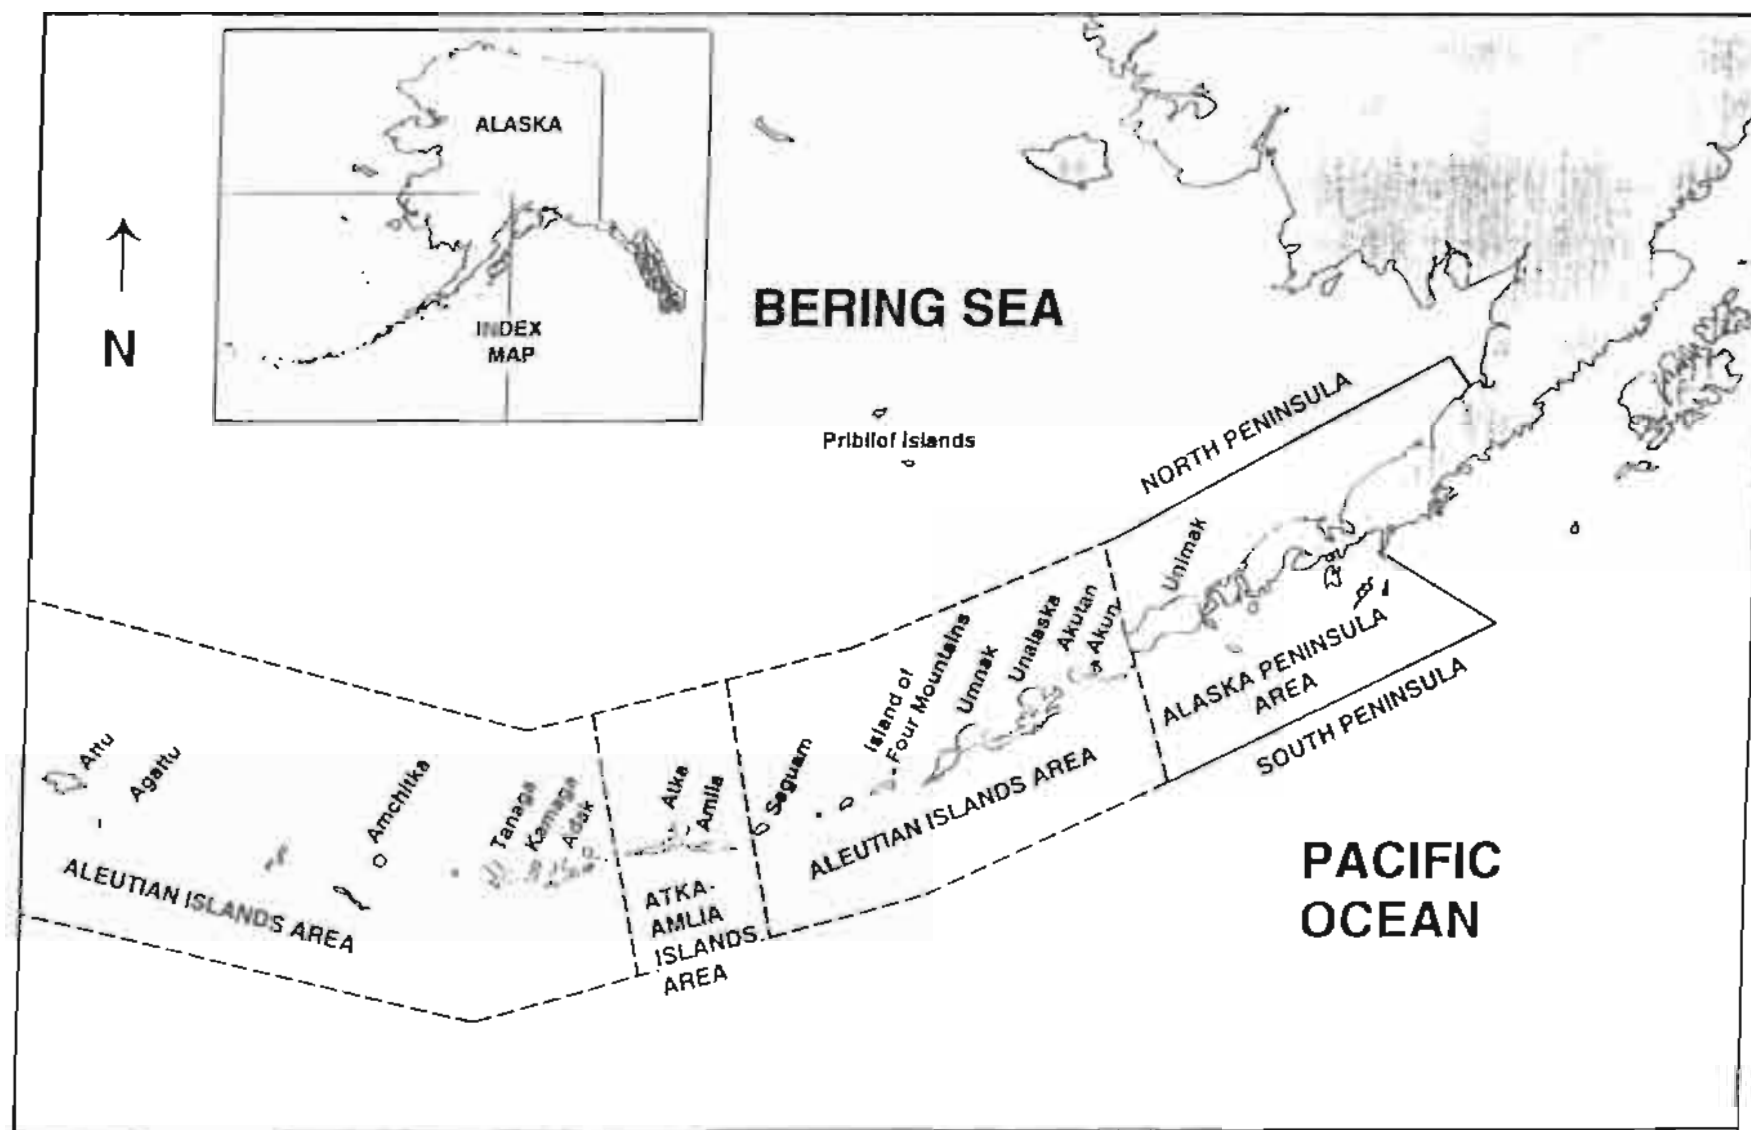 ALASKA
INDEX
MAP
N
BERING SEA
Pribilof Islands
NORTH PENINSULA
Unimak
Akun
Akutan
Unalaska
Umnak
Island of
Four Mountains
Seguam
ALASKA PENINSULA
AREA
SOUTH PENINSULA
ALEUTIAN ISLANDS AREA
Attu
Agattu
Amchitka
Tanaga
Kamaga
Adak
Atka
Amlia
ALEUTIAN ISLANDS AREA
ATKA-
AMLIA
ISLANDS
AREA
PACIFIC
OCEAN